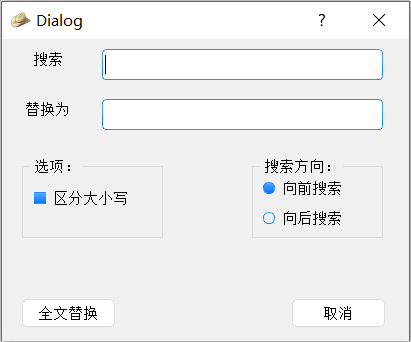 Dialog
搜索
替换为
选项：
区分大小写
搜索方向：
向前搜索
向后搜索
全文替换
取消